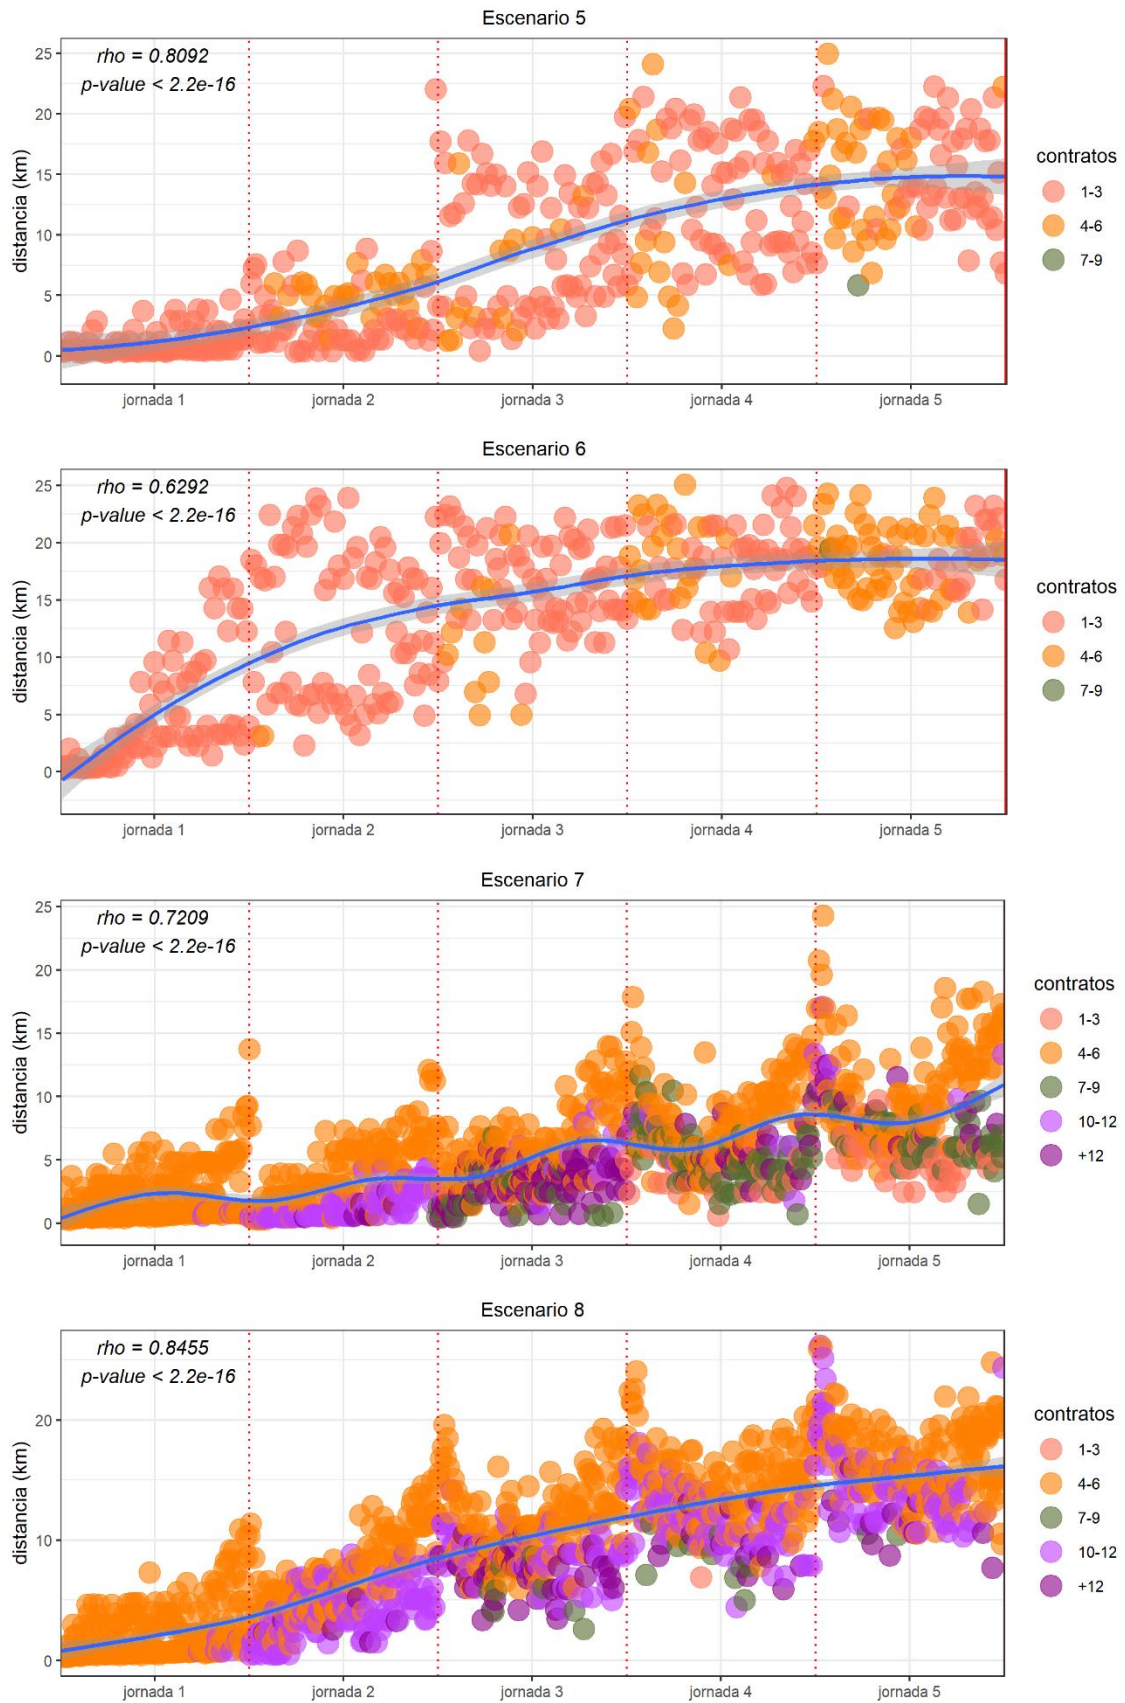 Escenario 5
rho = 0.8092
p-value < 2.2e-16
distancia (km)
25
20
15
10
5
0
jornada 1 jornada 2 jornada 3 jornada 4 jornada 5
contratos
1-3
4-6
7-9
Escenario 6
rho = 0.6292
p-value < 2.2e-16
distancia (km)
25
20
15
10
5
0
jornada 1 jornada 2 jornada 3 jornada 4 jornada 5
contratos
1-3
4-6
7-9
Escenario 7
rho = 0.7209
p-value < 2.2e-16
distancia (km)
25
20
15
10
5
0
jornada 1 jornada 2 jornada 3 jornada 4 jornada 5
contratos
1-3
4-6
7-9
10-12
+12
Escenario 8
rho = 0.8455
p-value < 2.2e-16
distancia (km)
20
10
0
jornada 1 jornada 2 jornada 3 jornada 4 jornada 5
contratos
1-3
4-6
7-9
10-12
+12